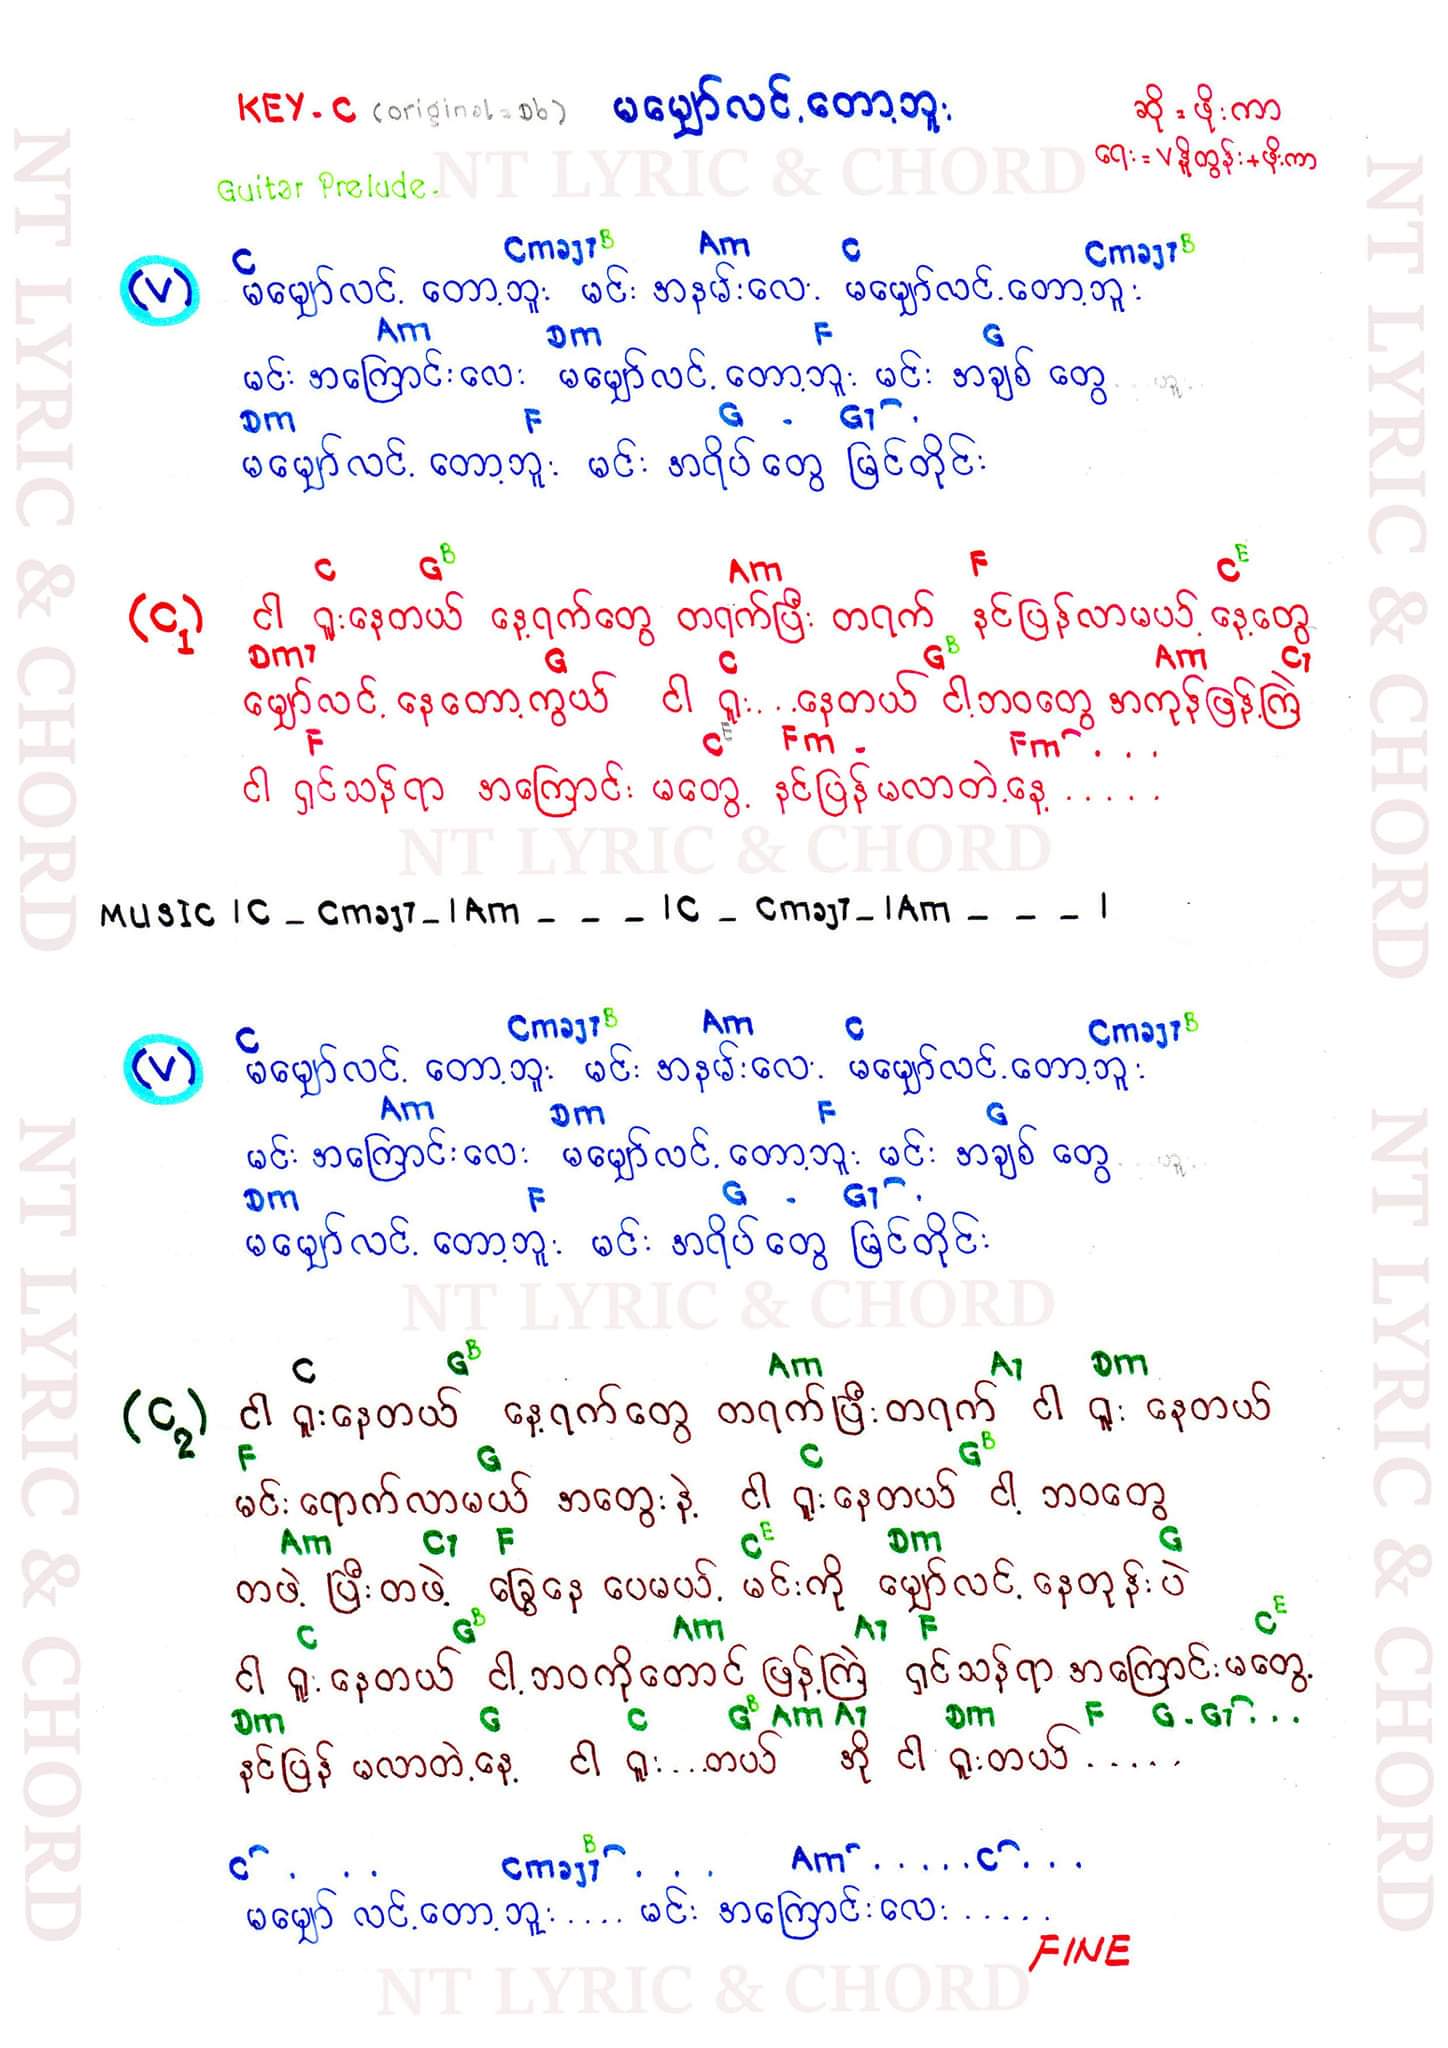 KEY - C (original = Db) မမျှော်လင့်တော့ဘူး ဆို = ဖိုးကာ
ရေး = Vနို့ထွန်း + ဖိုးကာ
Guitar Prelude.
NT LYRIC & CHORD
C Cmaj7 B Am C Cmaj7 B
(V) မမျှော်လင့် တော့ဘူး မင်း အနမ်းလေး မမျှော်လင့်တော့ဘူး
Am Dm F G
မင်း အကြောင်းလေး မမျှော်လင့် တော့ဘူး မင်း အချစ် တွေ
Dm F G . G7 .
မမျှော်လင့် တော့ဘူး မင်း အရိပ်တွေ မြင်တိုင်း
C G B Am F C E
(C1) ငါ ရူးနေတယ် နေ့ရက်တွေ တရက်ပြီး တရက် နင်ပြန်လာမယ့် နေ့တွေ
Dm7 G C G B Am C7
မျှော်လင့် နေတော့ကွယ် ငါ ရူး...နေတယ် ငါ့ဘဝတွေ အကုန်ဖြန့်ကြဲ
F C E Fm . Fm . . .
ငါ ရှင်သန်ရာ အကြောင်း မတွေ့ နင်ပြန်မလာတဲ့နေ့ .....
NT LYRIC & CHORD
MUSIC | C _ Cmaj7 _ | Am _ _ _ | C _ Cmaj7 _ | Am _ _ _ |
C Cmaj7 B Am C Cmaj7 B
(V) မမျှော်လင့် တော့ဘူး မင်း အနမ်းလေး မမျှော်လင့်တော့ဘူး
Am Dm F G
မင်း အကြောင်းလေး မမျှော်လင့် တော့ဘူး မင်း အချစ် တွေ
Dm F G . G7 .
မမျှော်လင့် တော့ဘူး မင်း အရိပ်တွေ မြင်တိုင်း
NT LYRIC & CHORD
C G B Am A7 Dm
(C2) ငါ ရူးနေတယ် နေ့ရက်တွေ တရက်ပြီးတရက် ငါ ရူး နေတယ်
F G C G B
မင်းရောက်လာမယ် အတွေးနဲ့ ငါ ရူးနေတယ် ငါ့ ဘဝတွေ
Am C7 F C E Dm G
တဖဲ့ ပြီးတဖဲ့ ခြွေနေ ပေမယ့် မင်းကို မျှော်လင့် နေတုန်းပဲ
C G B Am A7 F C E
ငါ ရူးနေတယ် ငါ့ဘဝကိုတောင် ဖြန့်ကြဲ ရှင်သန်ရာ အကြောင်းမတွေ့
Dm G C G B Am A7 Dm F G . G7 ...
နင်ပြန် မလာတဲ့နေ့ ငါ ရူး...တယ် အို ငါ ရူးတယ် .....
C . . . Cmaj7 B . . . Am ..... C ...
မမျှော် လင့်တော့ဘူး .... မင်း အကြောင်းလေး .....
FINE
NT LYRIC & CHORD
NT LYRIC & CHORD
NT LYRIC & CHORD
NT LYRIC & CHORD
NT LYRIC & CHORD